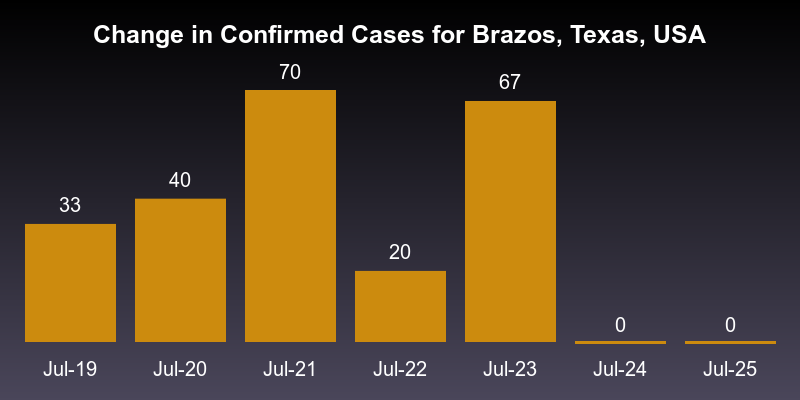 Change in Confirmed Cases for Brazos, Texas, USA
33
40
70
20
67
0
0
Jul-19
Jul-20
Jul-21
Jul-22
Jul-23
Jul-24
Jul-25